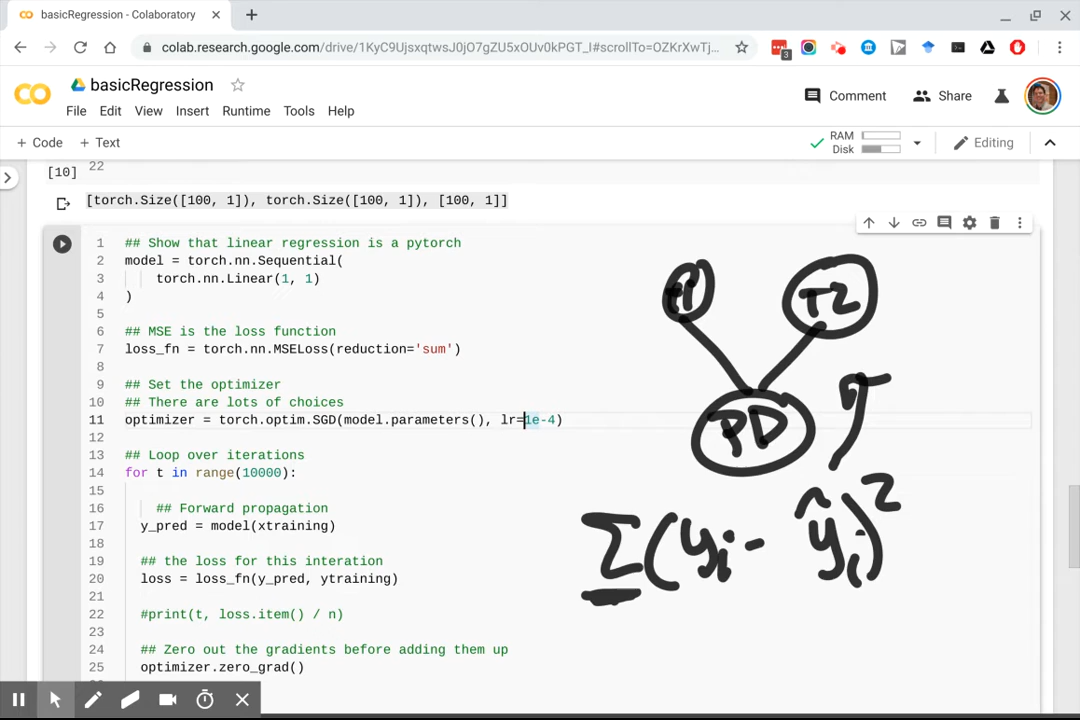 basicRegression - Colaboratory
colab.research.google.com/drive/1KyC9UjsxqtwsJ0jO7gZU5xOUv0kPGT_I#scrollTo=OZKrXwTj...
3
basicRegression
File Edit View Insert Runtime Tools Help
Comment Share
+ Code + Text
RAM
Disk
Editing
22
[10]
[torch.Size([100, 1]), torch.Size([100, 1]), [100, 1]]
1 ## Show that linear regression is a pytorch
2 model = torch.nn.Sequential(
3 torch.nn.Linear(1, 1)
4 )
5
6 ## MSE is the loss function
7 loss_fn = torch.nn.MSELoss(reduction='sum')
8
9 ## Set the optimizer
10 ## There are lots of choices
11 optimizer = torch.optim.SGD(model.parameters(), lr=1e-4)
12
13 ## Loop over iterations
14 for t in range(10000):
15
16 ## Forward propagation
17 y_pred = model(xtraining)
18
19 ## the loss for this interation
20 loss = loss_fn(y_pred, ytraining)
21
22 #print(t, loss.item() / n)
23
24 ## Zero out the gradients before adding them up
25 optimizer.zero_grad()
T2
PD
Σ(yi - ŷi)²